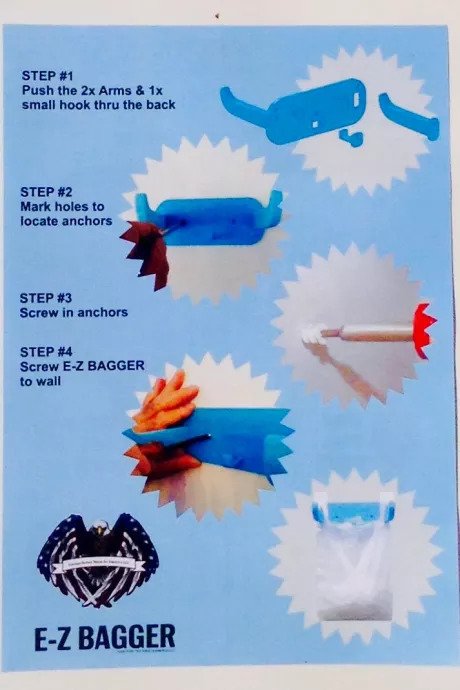 STEP #1
Push the 2x Arms & 1x
small hook thru the back
STEP #2
Mark holes to
locate anchors
STEP #3
Screw in anchors
STEP #4
Screw E-Z BAGGER
to wall
E-Z BAGGER